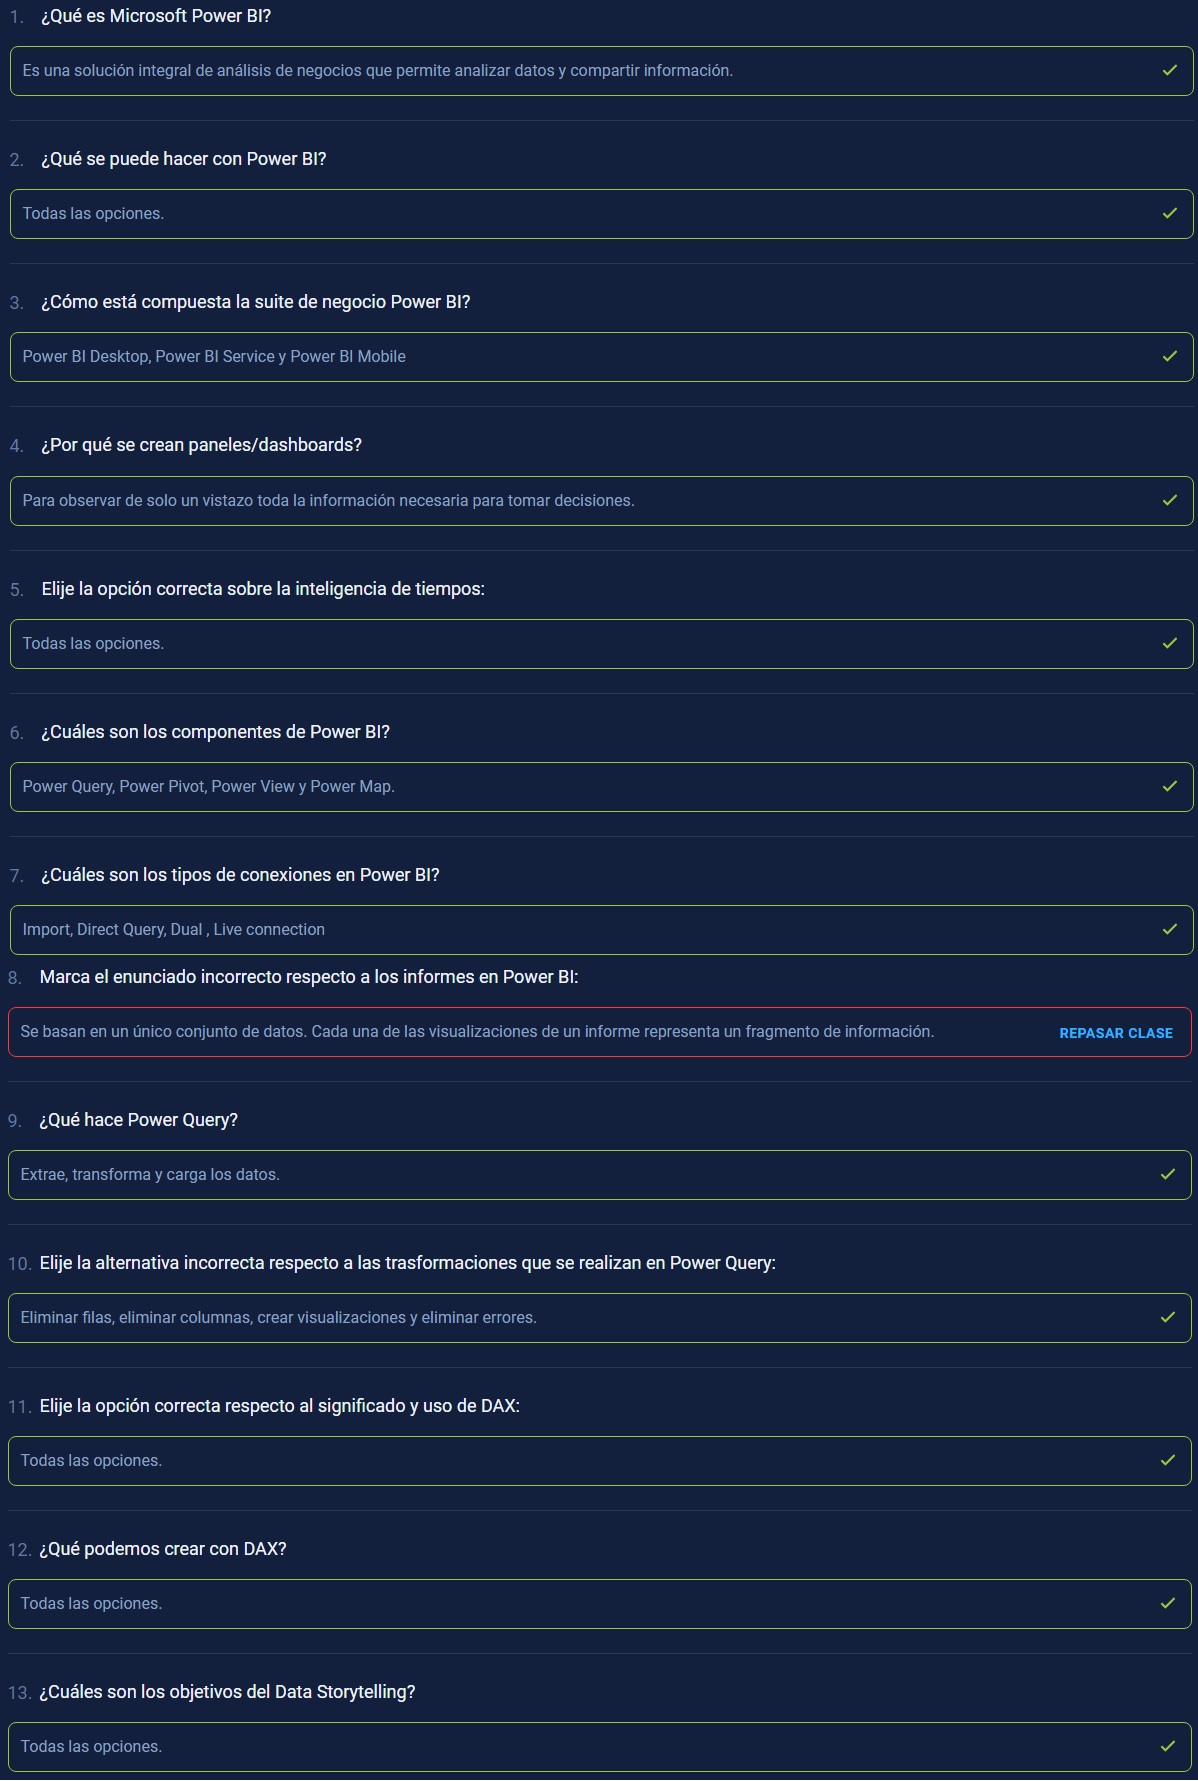 1. ¿Qué es Microsoft Power BI?
Es una solución integral de análisis de negocios que permite analizar datos y compartir información.
2. ¿Qué se puede hacer con Power BI?
Todas las opciones.
3. ¿Cómo está compuesta la suite de negocio Power BI?
Power BI Desktop, Power BI Service y Power BI Mobile
4. ¿Por qué se crean paneles/dashboards?
Para observar de solo un vistazo toda la información necesaria para tomar decisiones.
5. Elije la opción correcta sobre la inteligencia de tiempos:
Todas las opciones.
6. ¿Cuáles son los componentes de Power BI?
Power Query, Power Pivot, Power View y Power Map.
7. ¿Cuáles son los tipos de conexiones en Power BI?
Import, Direct Query, Dual , Live connection
8. Marca el enunciado incorrecto respecto a los informes en Power BI:
Se basan en un único conjunto de datos. Cada una de las visualizaciones de un informe representa un fragmento de información. REPASAR CLASE
9. ¿Qué hace Power Query?
Extrae, transforma y carga los datos.
10. Elije la alternativa incorrecta respecto a las trasformaciones que se realizan en Power Query:
Eliminar filas, eliminar columnas, crear visualizaciones y eliminar errores.
11. Elije la opción correcta respecto al significado y uso de DAX:
Todas las opciones.
12. ¿Qué podemos crear con DAX?
Todas las opciones.
13. ¿Cuáles son los objetivos del Data Storytelling?
Todas las opciones.